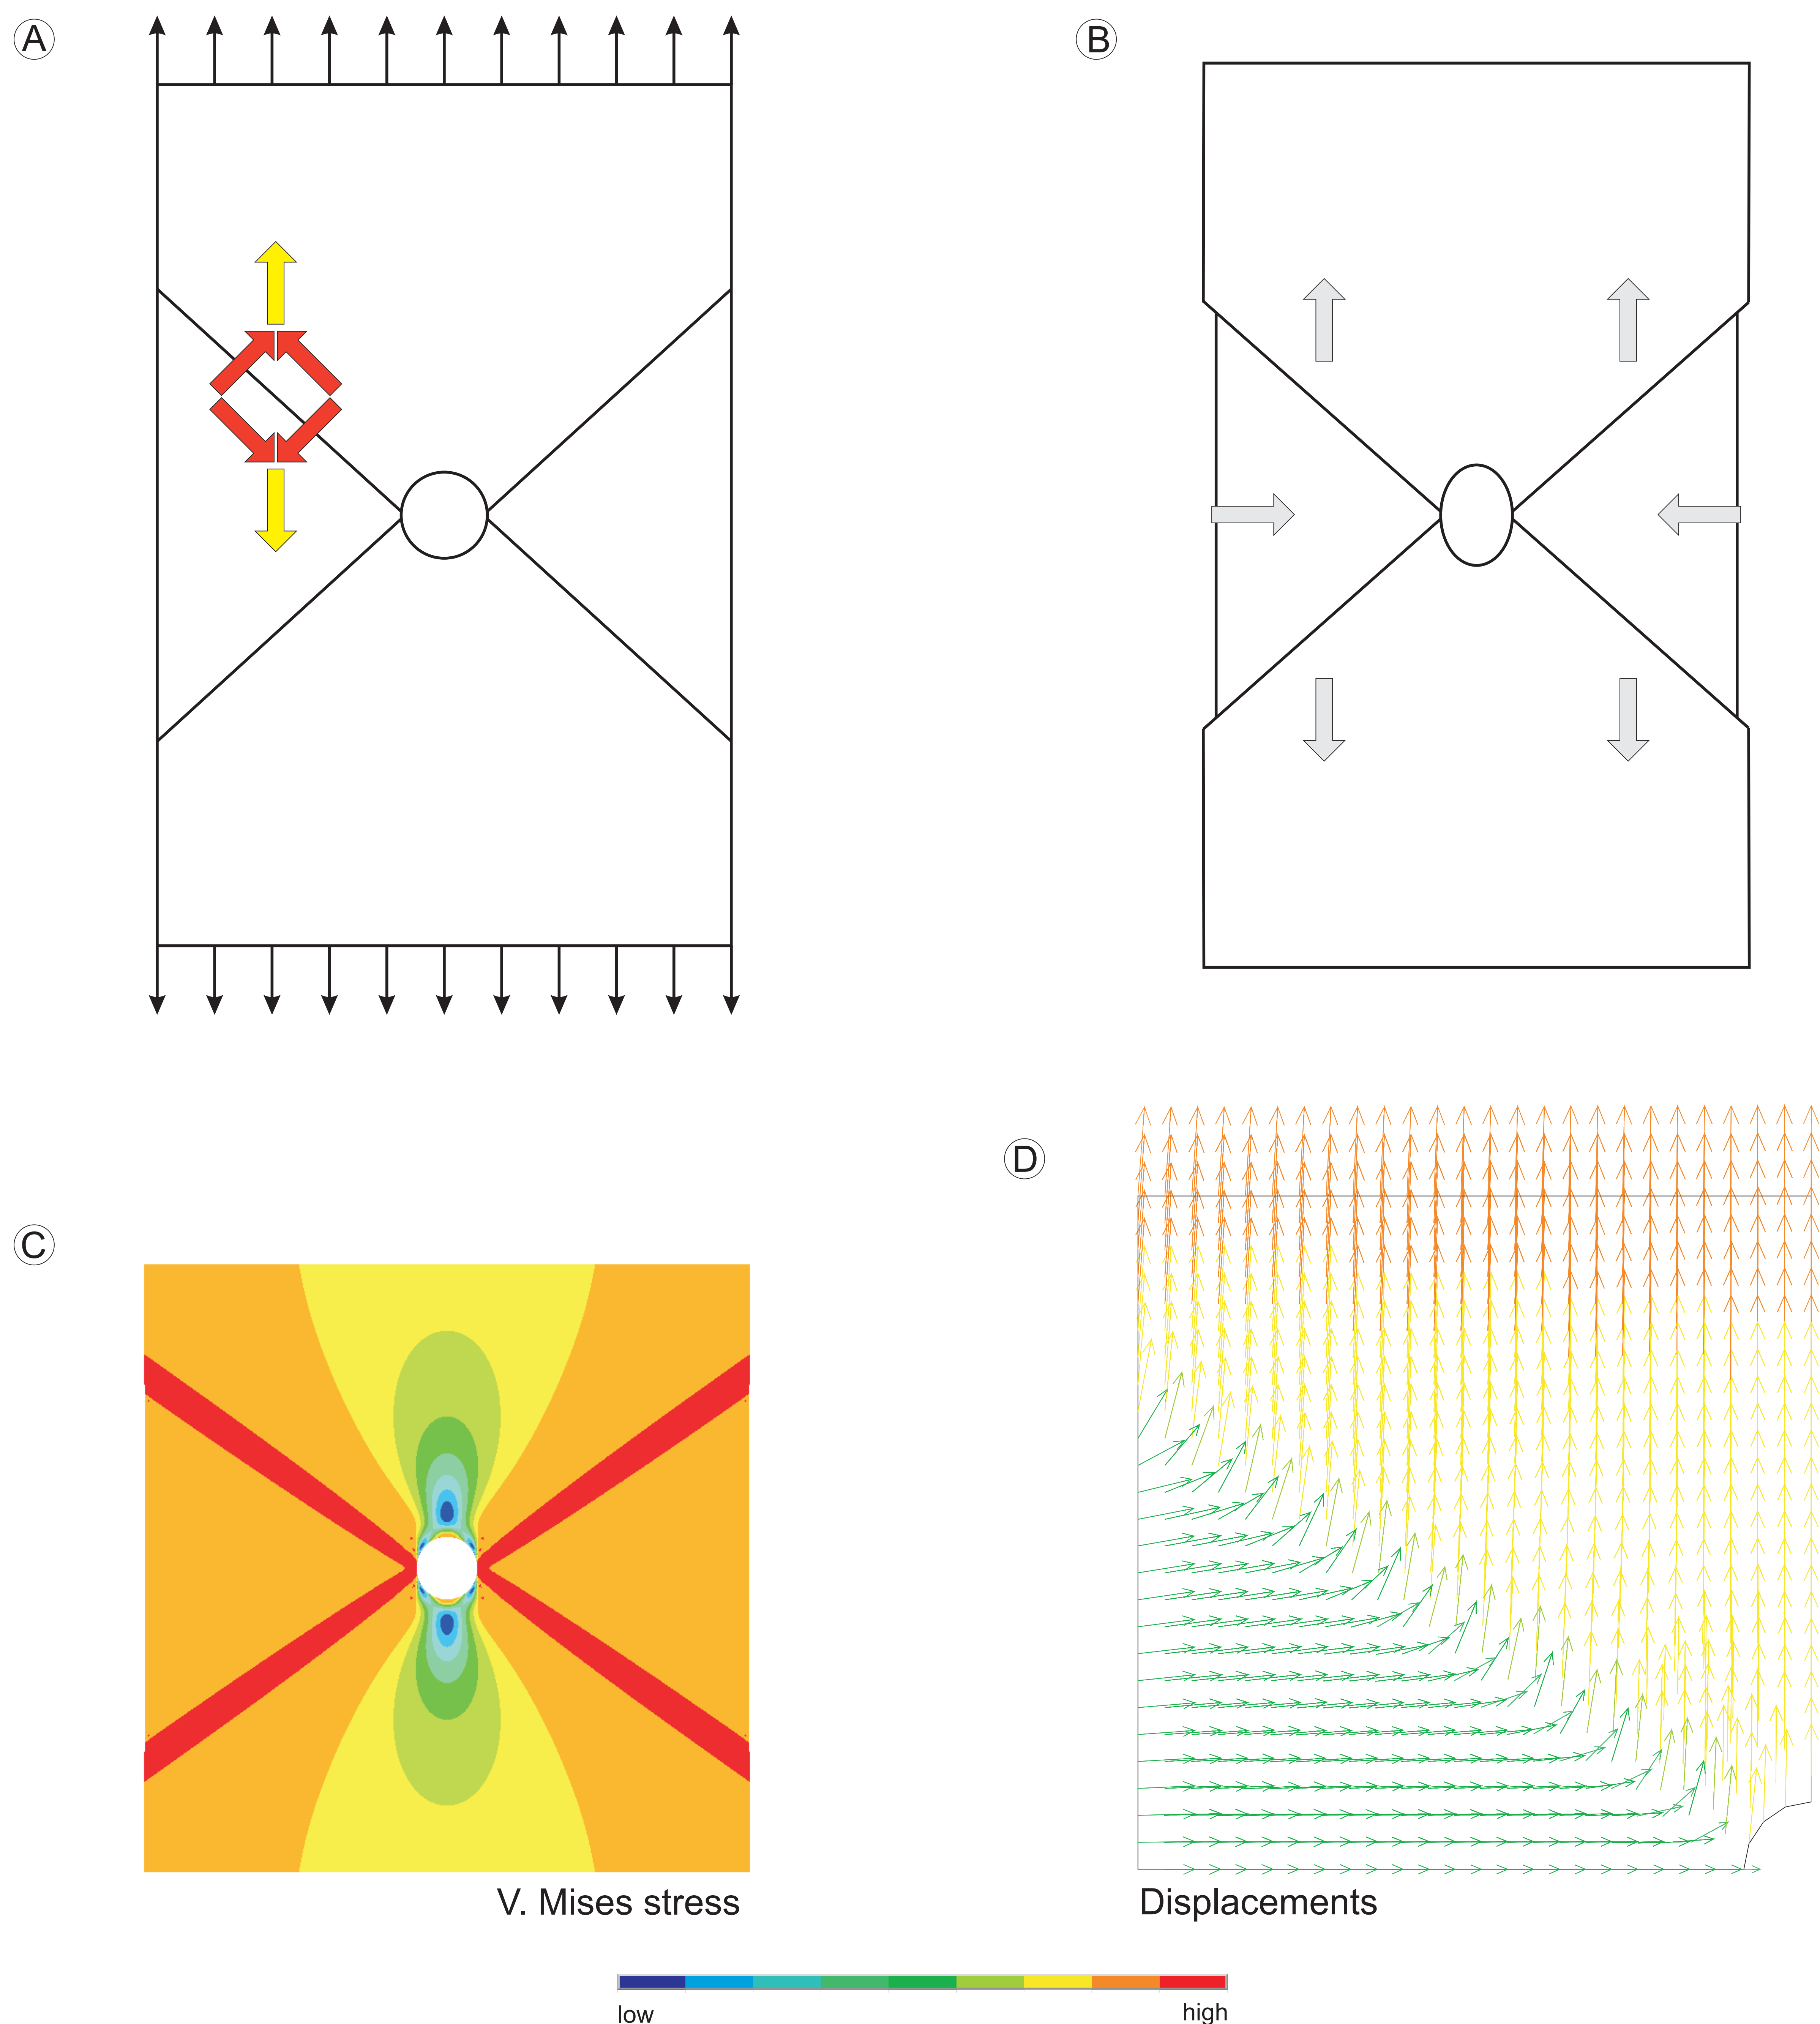 A
B
C
D
V. Mises stress
Displacements
low
high